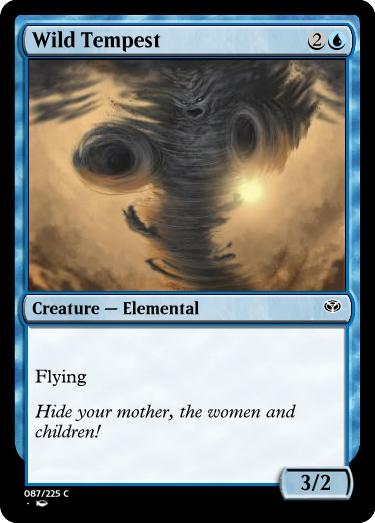 Wild Tempest 2
Creature — Elemental
Flying
Hide your mother, the women and
children!
3/2
087/225 C